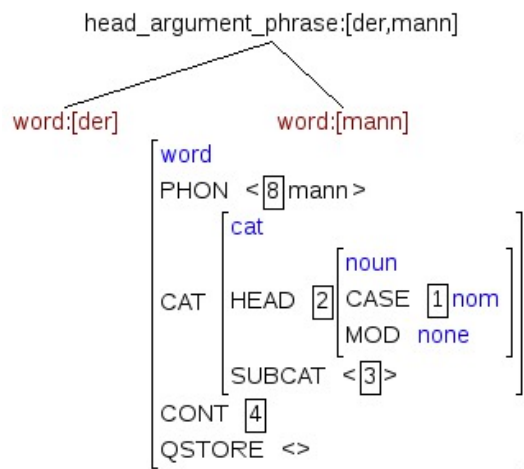 head_argument_phrase:[der,mann]
word:[der] word:[mann]
word
PHON <8 mann>
cat
noun
CAT HEAD 2 CASE 1 nom
MOD none
SUBCAT <3>
CONT 4
QSTORE <>